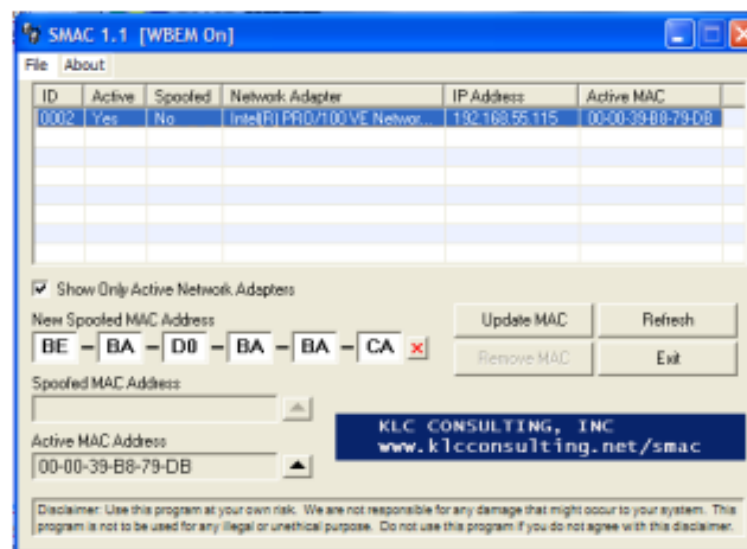 SMAC 1.1 [WBEM On]
File About
ID Active Spoofed Network Adapter IP Address Active MAC
0002 Yes No Intel(R) PRO/100 VE Networ... 192.168.55.115 00-00-39-B8-79-DB
Show Only Active Network Adapters
New Spoofed MAC Address
BE - BA - D0 - BA - BA - CA
Update MAC Refresh
Remove MAC Exit
Spoofed MAC Address
KLC CONSULTING, INC
www.klcconsulting.net/smac
Active MAC Address
00-00-39-B8-79-DB
Disclaimer: Use this program at your own risk. We are not responsible for any damage that might occur to your system. This
program is not to be used for any illegal or unethical purpose. Do not use this program if you do not agree with this disclaimer.